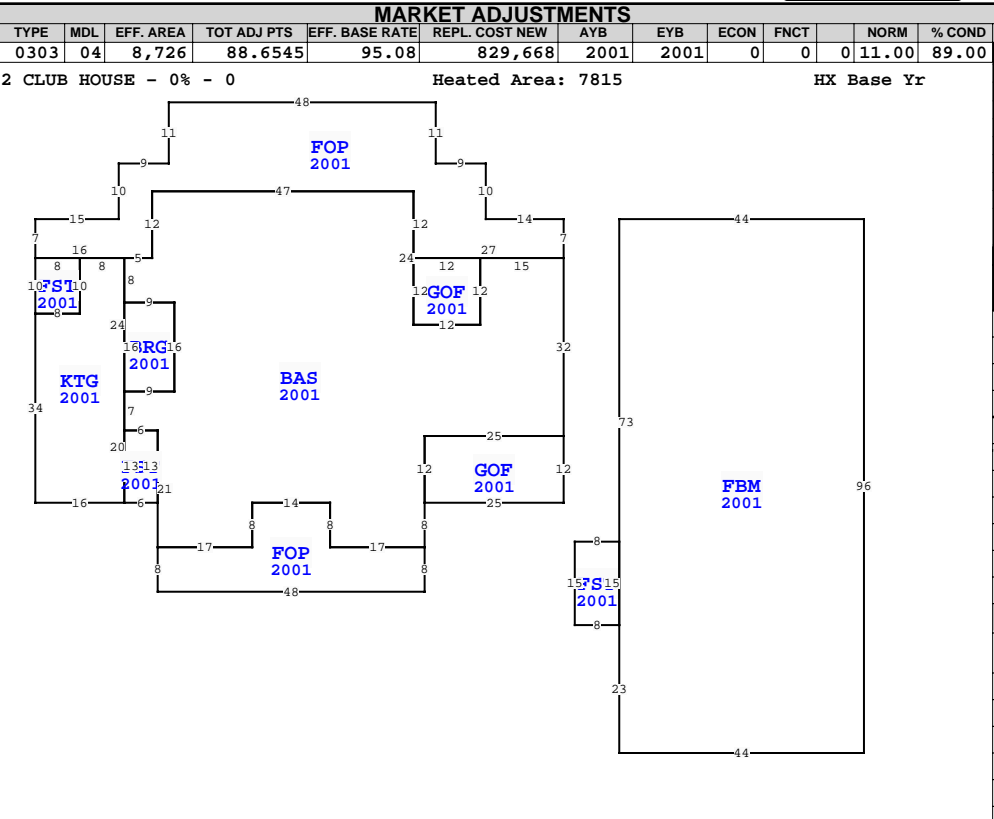 MARKET ADJUSTMENTS
TYPE MDL EFF. AREA TOT ADJ PTS EFF. BASE RATE REPL. COST NEW AYB EYB ECON FNCT NORM % COND
0303 04 8,726 88.6545 95.08 829,668 2001 2001 0 0 0 11.00 89.00
2 CLUB HOUSE - 0% - 0 Heated Area: 7815 HX Base Yr
48
11 11
FOP
2001
9 9
10 47 10
15 12 12 14
7 7
16 5 24 27
8 8 12 15
10 10 8 12 GOF 12
2001 2001
8 9 12
24
16 16 32
2001
KTG BAS
2001 2001
9
34 7
6 25
20
13 13 12 GOF 12
2001 21 2001
16 6 14 25
8 8 8
17 FOP 17
2001
8 8
48
44
73
FBM
2001
96
8
15 15
2001
8
23
44